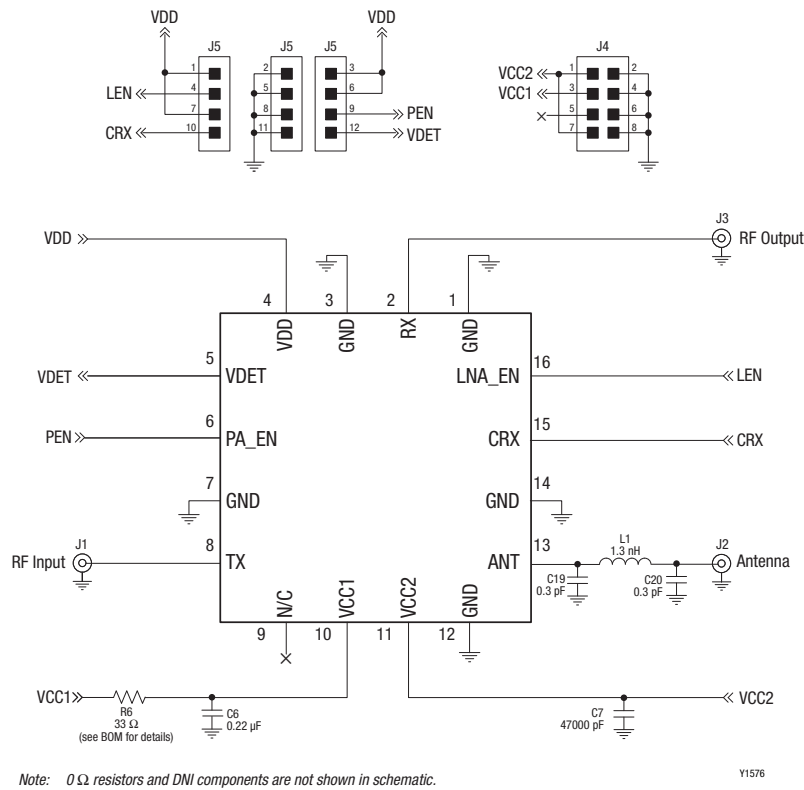 VDD
VDD
J5
J5
J5
J4
1
4
7
10
LEN
CRX
2
5
8
11
3
6
9
12
PEN
VDET
VCC2
VCC1
1
3
5
7
2
4
6
8
J3
RF Output
VDD
4
3
2
1
VDD
GND
RX
GND
5
VDET
VDET
LNA_EN
16
LEN
6
PEN
PA_EN
CRX
15
CRX
7
GND
GND
14
J1
RF Input
8
TX
ANT
13
L1
1.3 nH
J2
Antenna
C19
0.3 pF
C20
0.3 pF
N/C
VCC1
VCC2
GND
9
10
11
12
VCC1
R6
33 Ω
(see BOM for details)
C6
0.22 µF
C7
47000 pF
VCC2
Note: 0 Ω resistors and DNI components are not shown in schematic.
Y1576